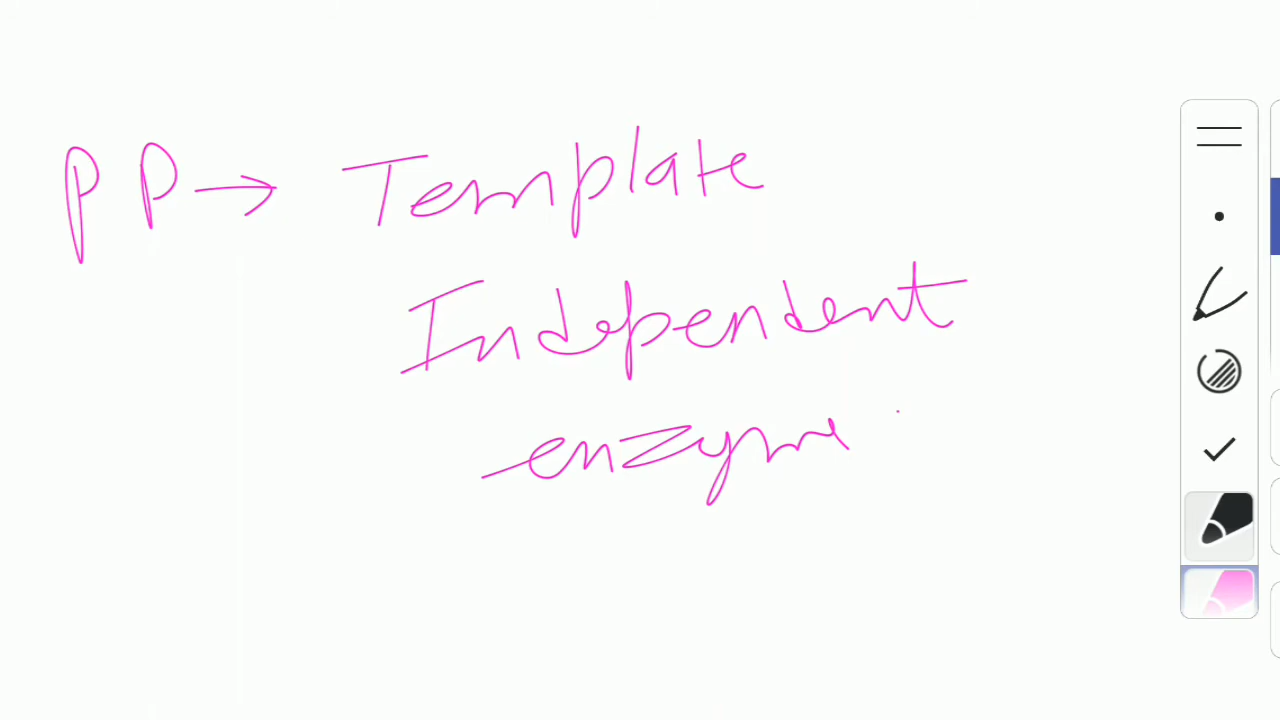 PP → Template
Independent
enzyme